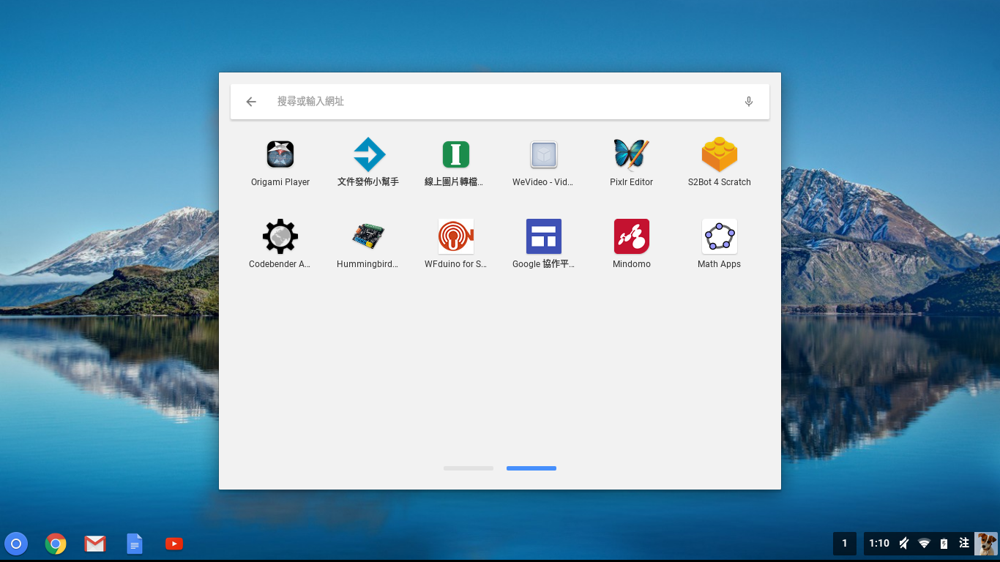 搜尋或輸入網址
Origami Player
文件發佈小幫手
線上圖片轉檔...
WeVideo - Vid...
Pixlr Editor
S2Bot 4 Scratch
Codebender A...
Hummingbird...
WFduino for S...
Google 協作平...
Mindomo
Math Apps
1
1:10
注